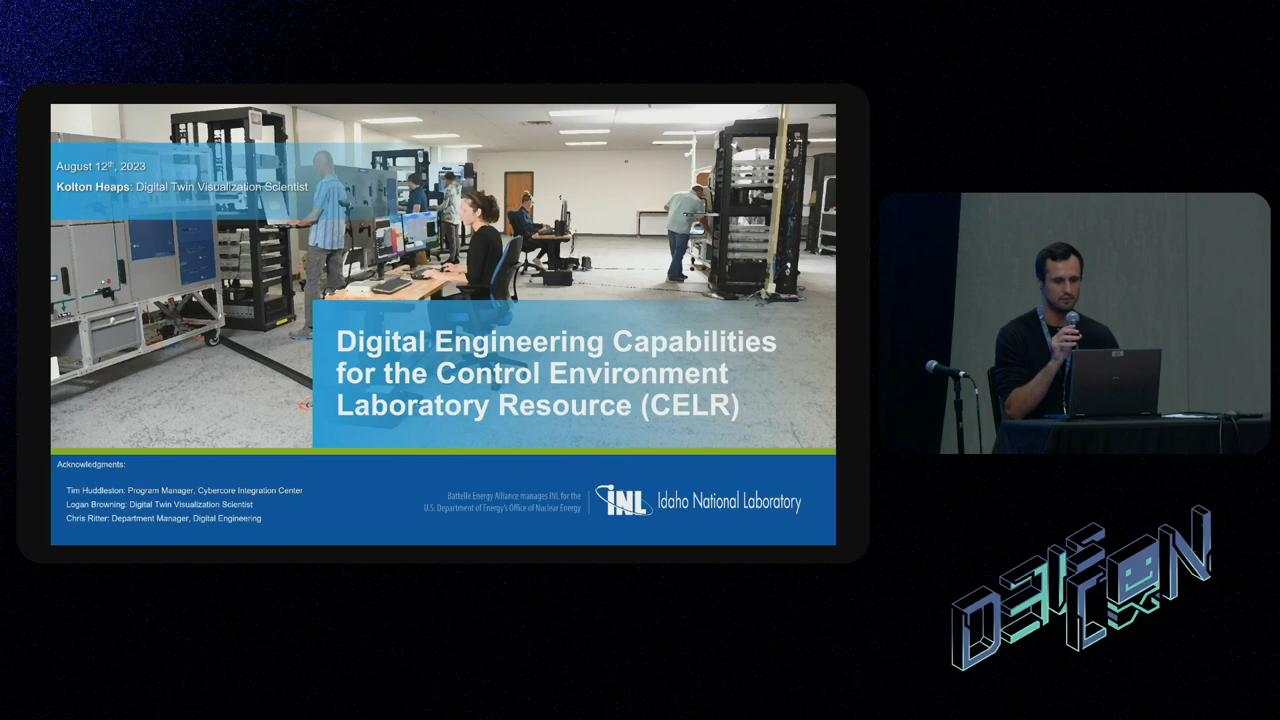 August 12th, 2023
Kolton Heaps: Digital Twin Visualization Scientist
Digital Engineering Capabilities
for the Control Environment
Laboratory Resource (CELR)
Acknowledgments:
Tim Huddleston: Program Manager, Cybercore Integration Center
Logan Browning: Digital Twin Visualization Scientist
Chris Ritter: Department Manager, Digital Engineering
Battelle Energy Alliance manages INL for the
U.S. Department of Energy's Office of Nuclear Energy
INL
Idaho National Laboratory
DEF CON